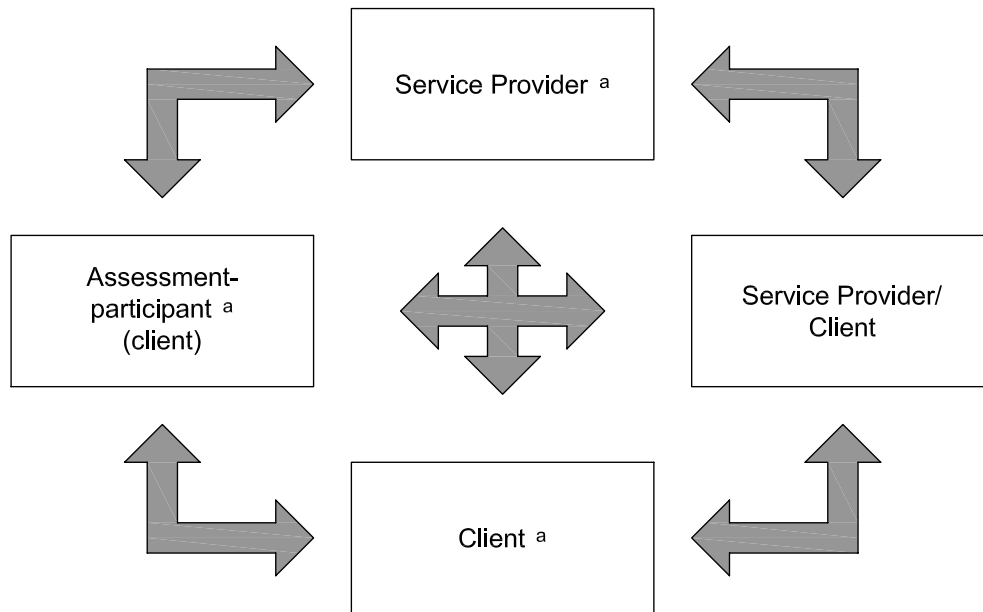 Service Provider a
Assessment-
participant a
(client)
Service Provider/
Client
Client a